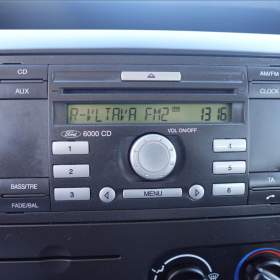 CD
AM/FM
AUX
CLOCK
R-VLTAVA FM2 13 16
Ford 6000 CD
VOL ON/OFF
1
4
2
5
BASS/TRE
TA
3
MENU
6
FADE/BAL